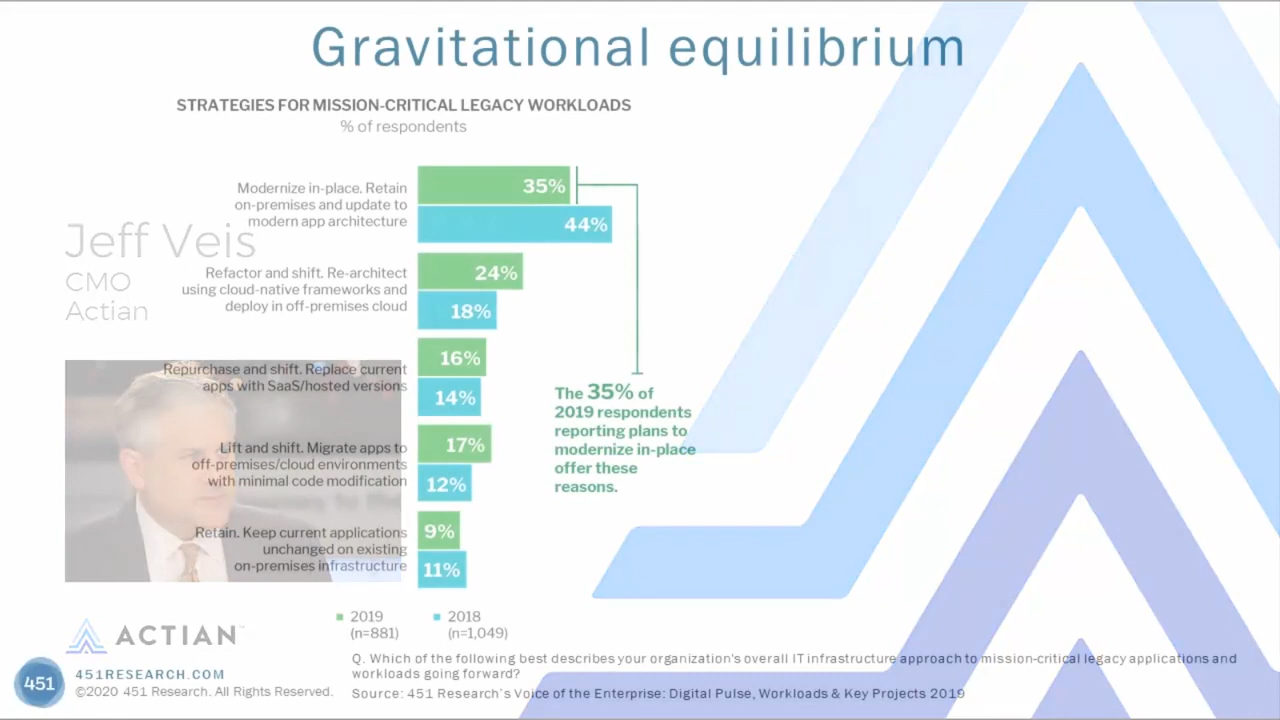 Gravitational equilibrium
STRATEGIES FOR MISSION-CRITICAL LEGACY WORKLOADS
% of respondents
Modernize in-place. Retain
on-premises and update to
modern app architecture
35%
44%
Jeff Veis
CMO
Actian
Refactor and shift. Re-architect
using cloud-native frameworks and
deploy in off-premises cloud
24%
18%
Repurchase and shift. Replace current
apps with SaaS/hosted versions
16%
14%
Lift and shift. Migrate apps to
off-premises/cloud environments
with minimal code modification
17%
12%
Retain. Keep current applications
unchanged on existing
on-premises infrastructure
9%
11%
The 35% of
2019 respondents
reporting plans to
modernize in-place
offer these
reasons.
2019
(n=881)
2018
(n=1,049)
ACTIAN™
451
451RESEARCH.COM
©2020 451 Research. All Rights Reserved.
Q. Which of the following best describes your organization's overall IT infrastructure approach to mission-critical legacy applications and
workloads going forward?
Source: 451 Research's Voice of the Enterprise: Digital Pulse, Workloads & Key Projects 2019